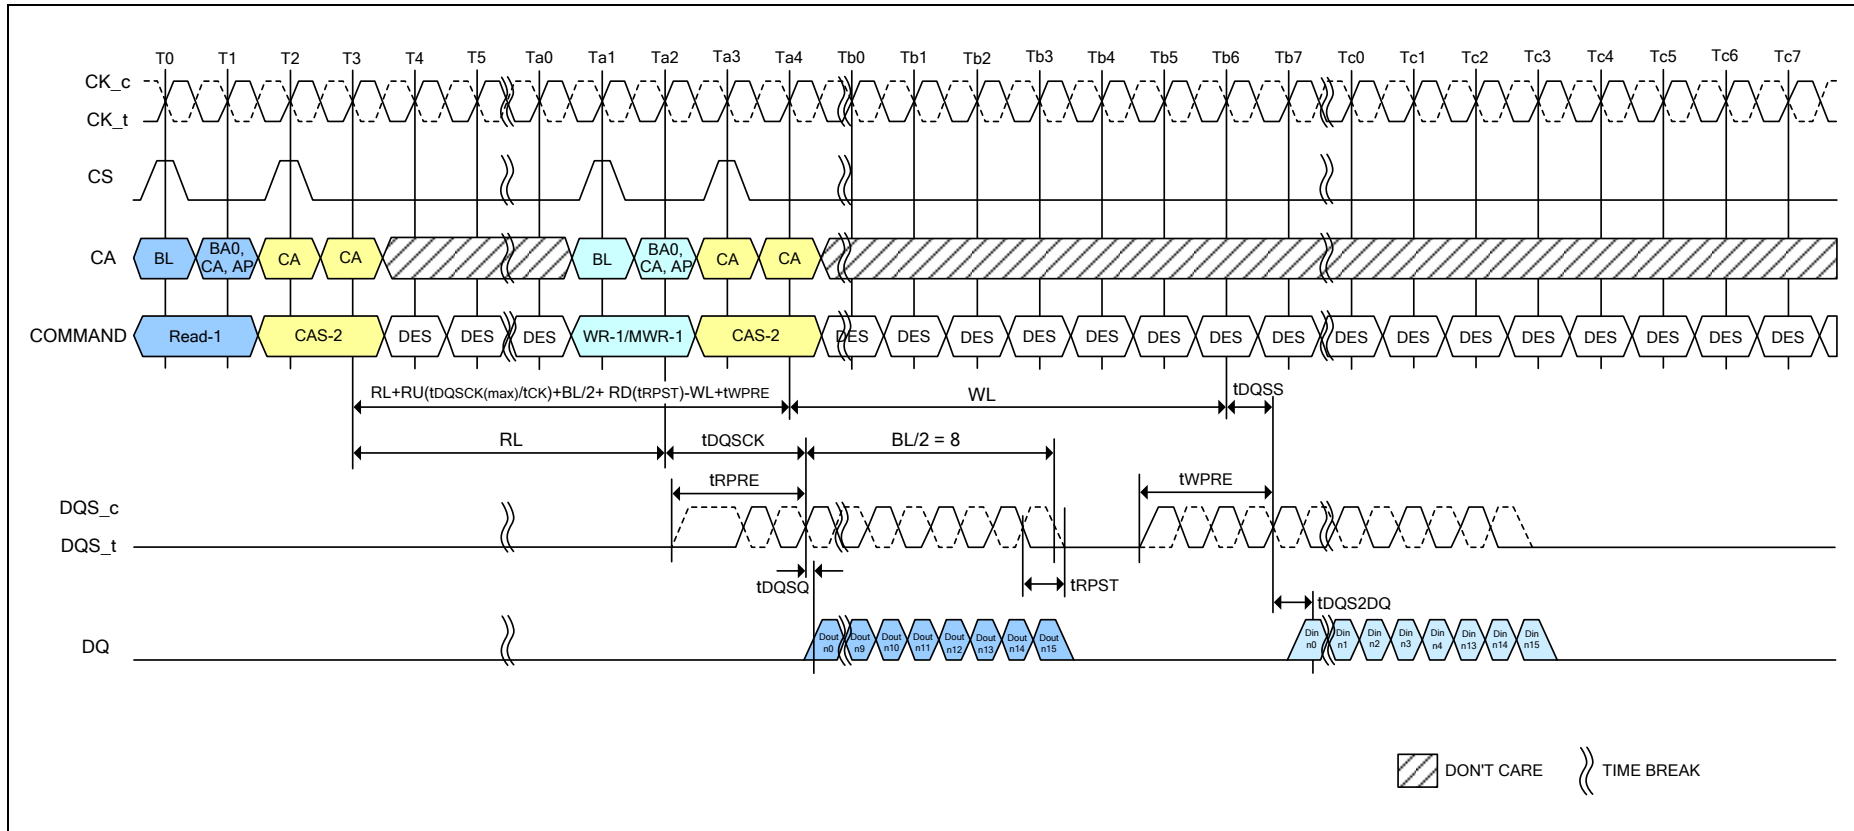 T0 T1 T2 T3 T4 T5 Ta0 Ta1 Ta2 Ta3 Ta4 Tb0 Tb1 Tb2 Tb3 Tb4 Tb5 Tb6 Tb7 Tc0 Tc1 Tc2 Tc3 Tc4 Tc5 Tc6 Tc7
CK_c
CK_t
CS
CA BL BA0, CA, AP CA CA BL BA0, CA, AP CA CA
COMMAND Read-1 CAS-2 DES DES DES WR-1/MWR-1 CAS-2 DES DES DES DES DES DES DES DES DES DES DES DES DES DES DES DES
RL+RU(tDQSCK(max)/tCK)+BL/2+ RD(tRPST)-WL+tWPRE WL tDQSS
RL tDQSCK BL/2 = 8
tRPRE tWPRE
DQS_c
DQS_t
tDQSQ tRPST
tDQS2DQ
DQ Dout n0 Dout n9 Dout n10 Dout n11 Dout n12 Dout n13 Dout n14 Dout n15 Din n0 Din n1 Din n2 Din n3 Din n4 Din n13 Din n14 Din n15
DON'T CARE TIME BREAK